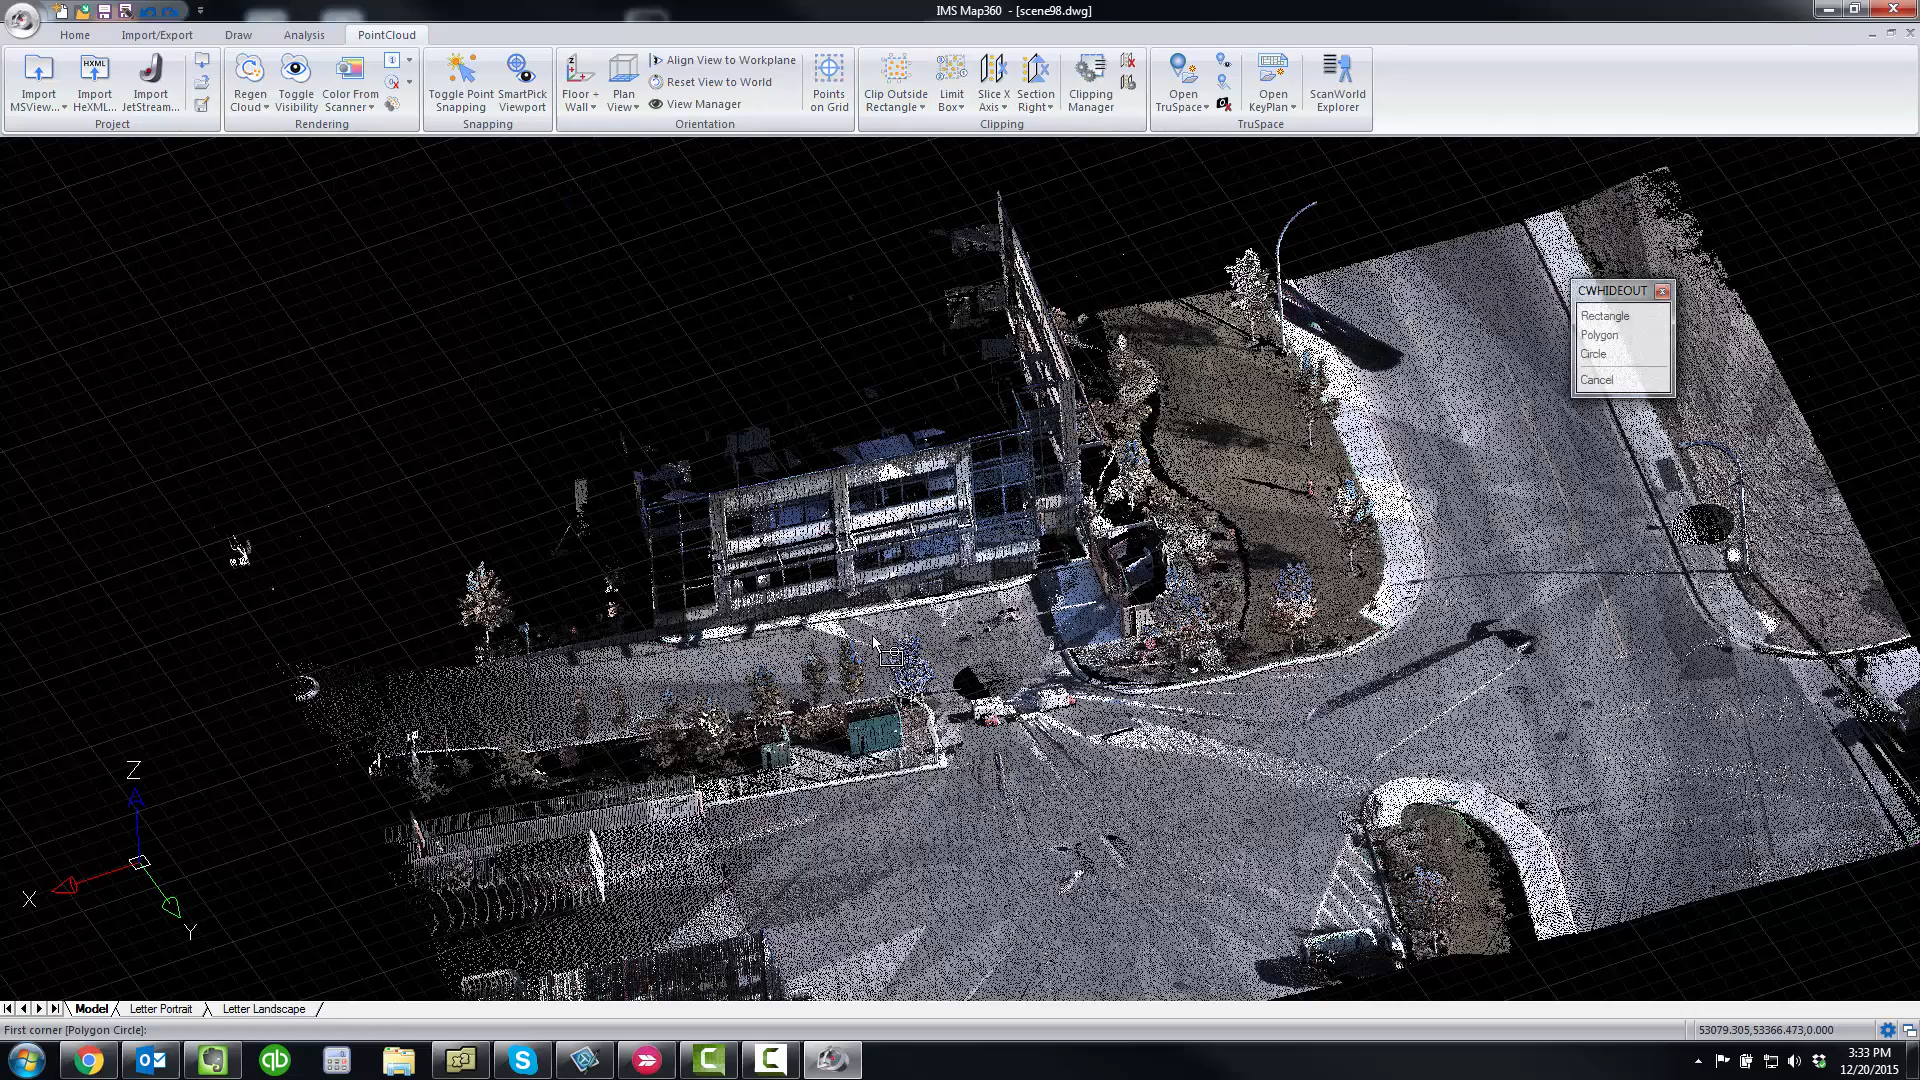 IMS Map360 - [scene98.dwg]
Home Import/Export Draw Analysis PointCloud
Import MSView...
Import HeXML...
Import JetStream...
Project
Regen Cloud
Toggle Visibility
Color From Scanner
Rendering
Toggle Point Snapping
SmartPick Viewport
Snapping
Floor + Wall
Plan View
Align View to Workplane
Reset View to World
View Manager
Orientation
Points on Grid
Clip Outside Rectangle
Limit Box
Slice X Axis
Section Right
Clipping Manager
Clipping
Open TruSpace
Open KeyPlan
ScanWorld Explorer
TruSpace
HXML
CWHIDEOUT
Rectangle
Polygon
Circle
Cancel
Z
X
Y
Model Letter Portrait Letter Landscape
First corner [Polygon Circle]:
53079.305,53366.473,0.000
3:33 PM
12/20/2015